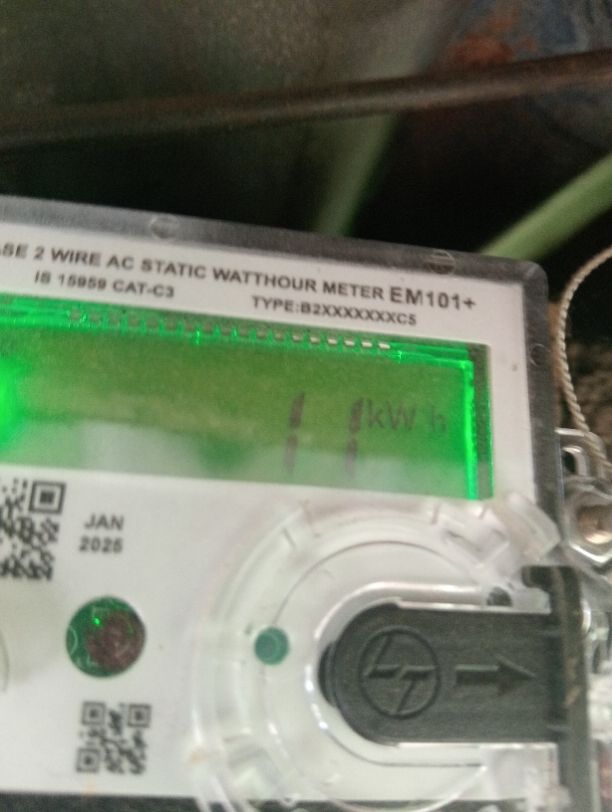 ASE 2 WIRE AC STATIC WATTHOUR METER EM101+
IS 15959 CAT-C3
TYPE:B2XXXXXXXC5
11 kWh
JAN
2025